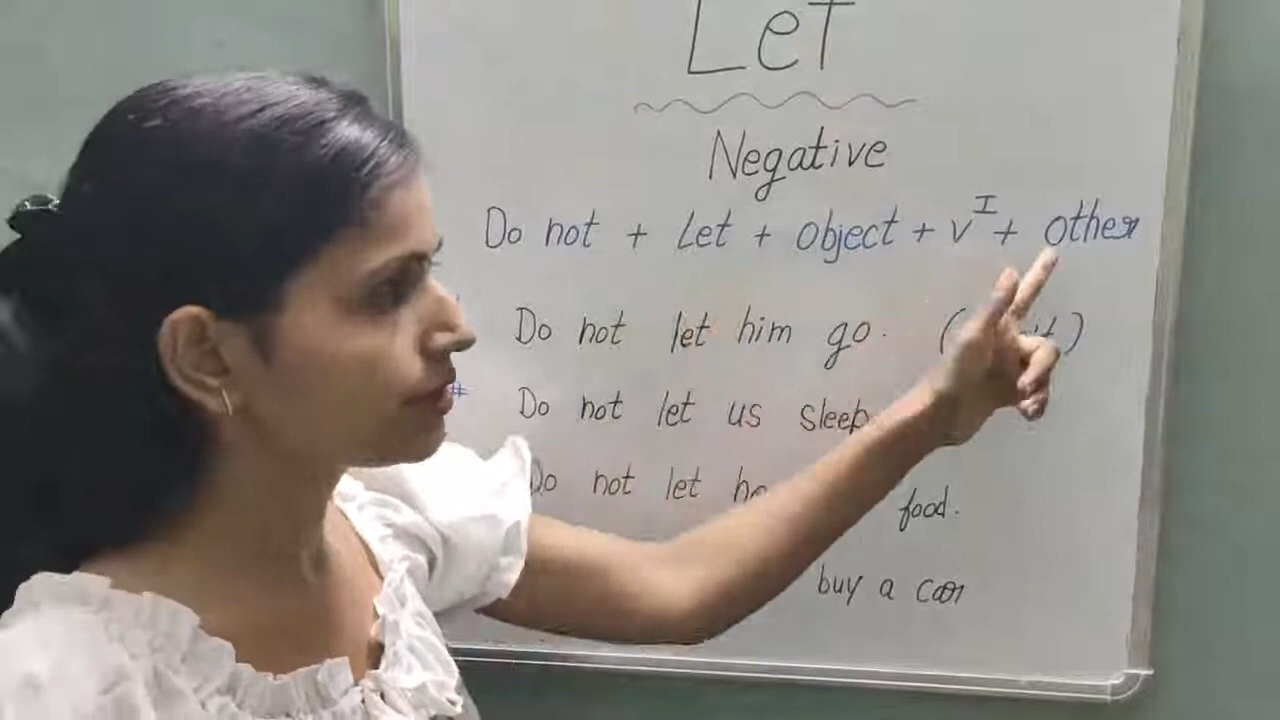 Let
Negative
Do not + Let + Object + V^I + Other
Do not let him go.
# Do not let us sleep
Do not let food.
buy a car